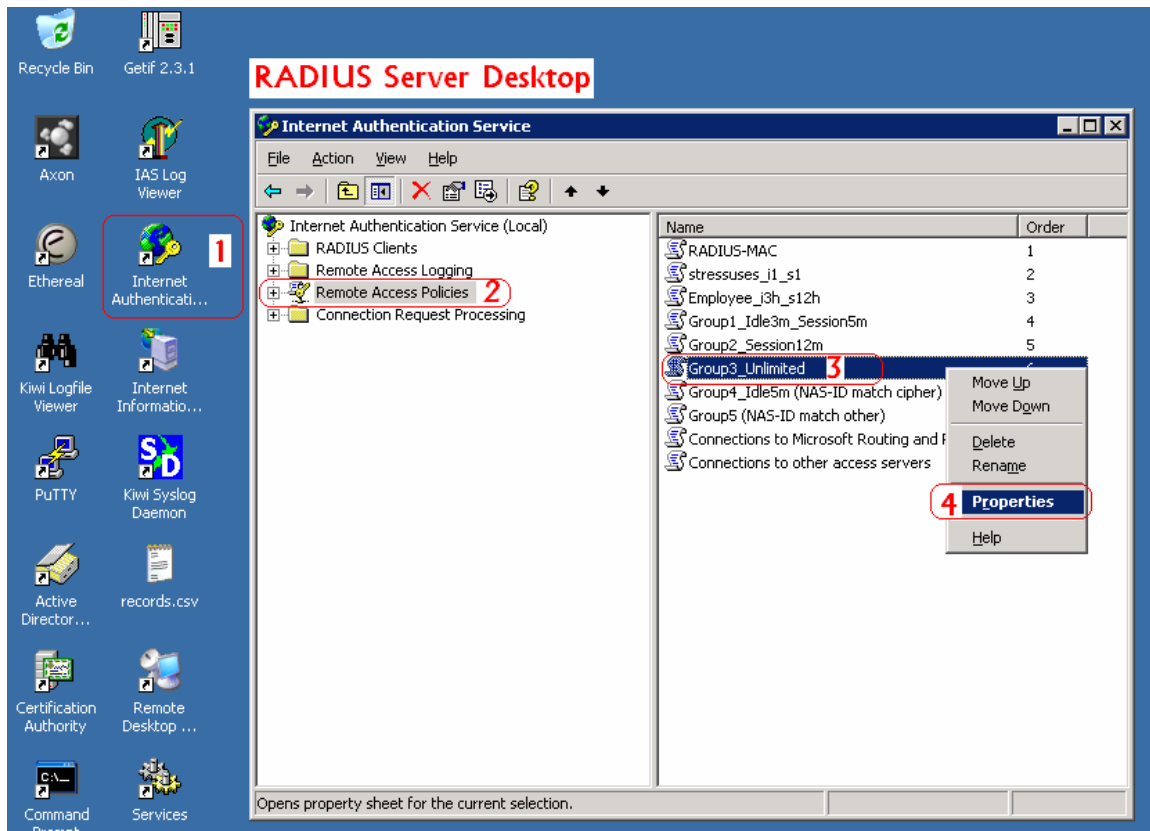 Recycle Bin
Getif 2.3.1
RADIUS Server Desktop
Axon
IAS Log
Viewer
Ethereal
Internet
Authenticati...
1
Kiwi Logfile
Viewer
Internet
Informatio...
PuTTY
Kiwi Syslog
Daemon
Active
Director...
records.csv
Certification
Authority
Remote
Desktop ...
Command
Services
Internet Authentication Service
File Action View Help
Internet Authentication Service (Local)
RADIUS Clients
Remote Access Logging
Remote Access Policies 2
Connection Request Processing
Name Order
RADIUS-MAC 1
stressuses_i1_s1 2
Employee_i3h_s12h 3
Group1_Idle3m_Session5m 4
Group2_Session12m 5
Group3_Unlimited 3
Group4_Idle5m (NAS-ID match cipher)
Group5 (NAS-ID match other)
Connections to Microsoft Routing and
Connections to other access servers
Move Up
Move Down
Delete
Rename
4 Properties
Help
Opens property sheet for the current selection.